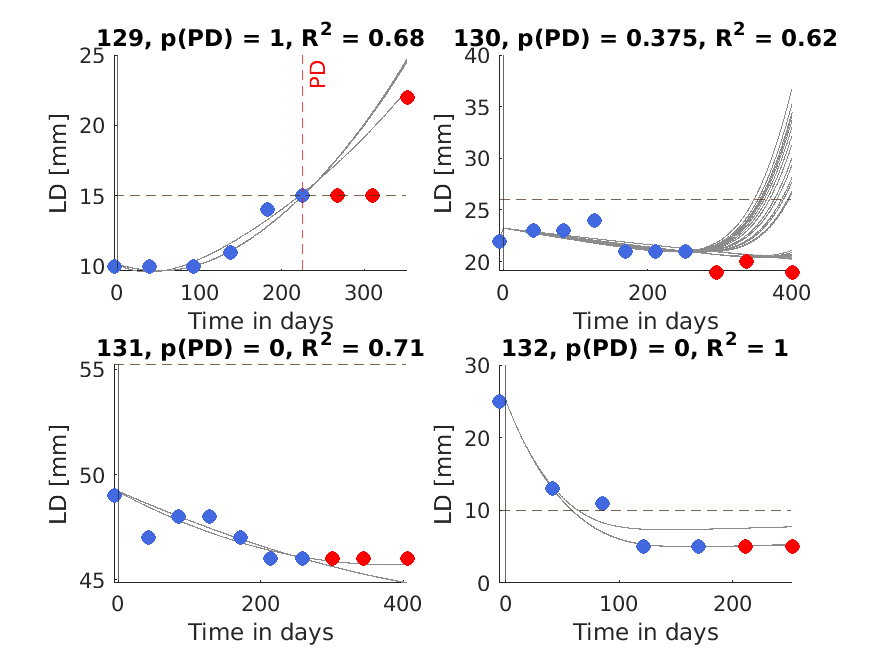 129, p(PD) = 1, R² = 0.68
25
20
15
10
LD [mm]
PD
0 100 200 300
Time in days
130, p(PD) = 0.375, R² = 0.62
40
35
30
25
20
LD [mm]
0 200 400
Time in days
131, p(PD) = 0, R² = 0.71
55
50
45
LD [mm]
0 200 400
Time in days
132, p(PD) = 0, R² = 1
30
20
10
0
LD [mm]
0 100 200
Time in days